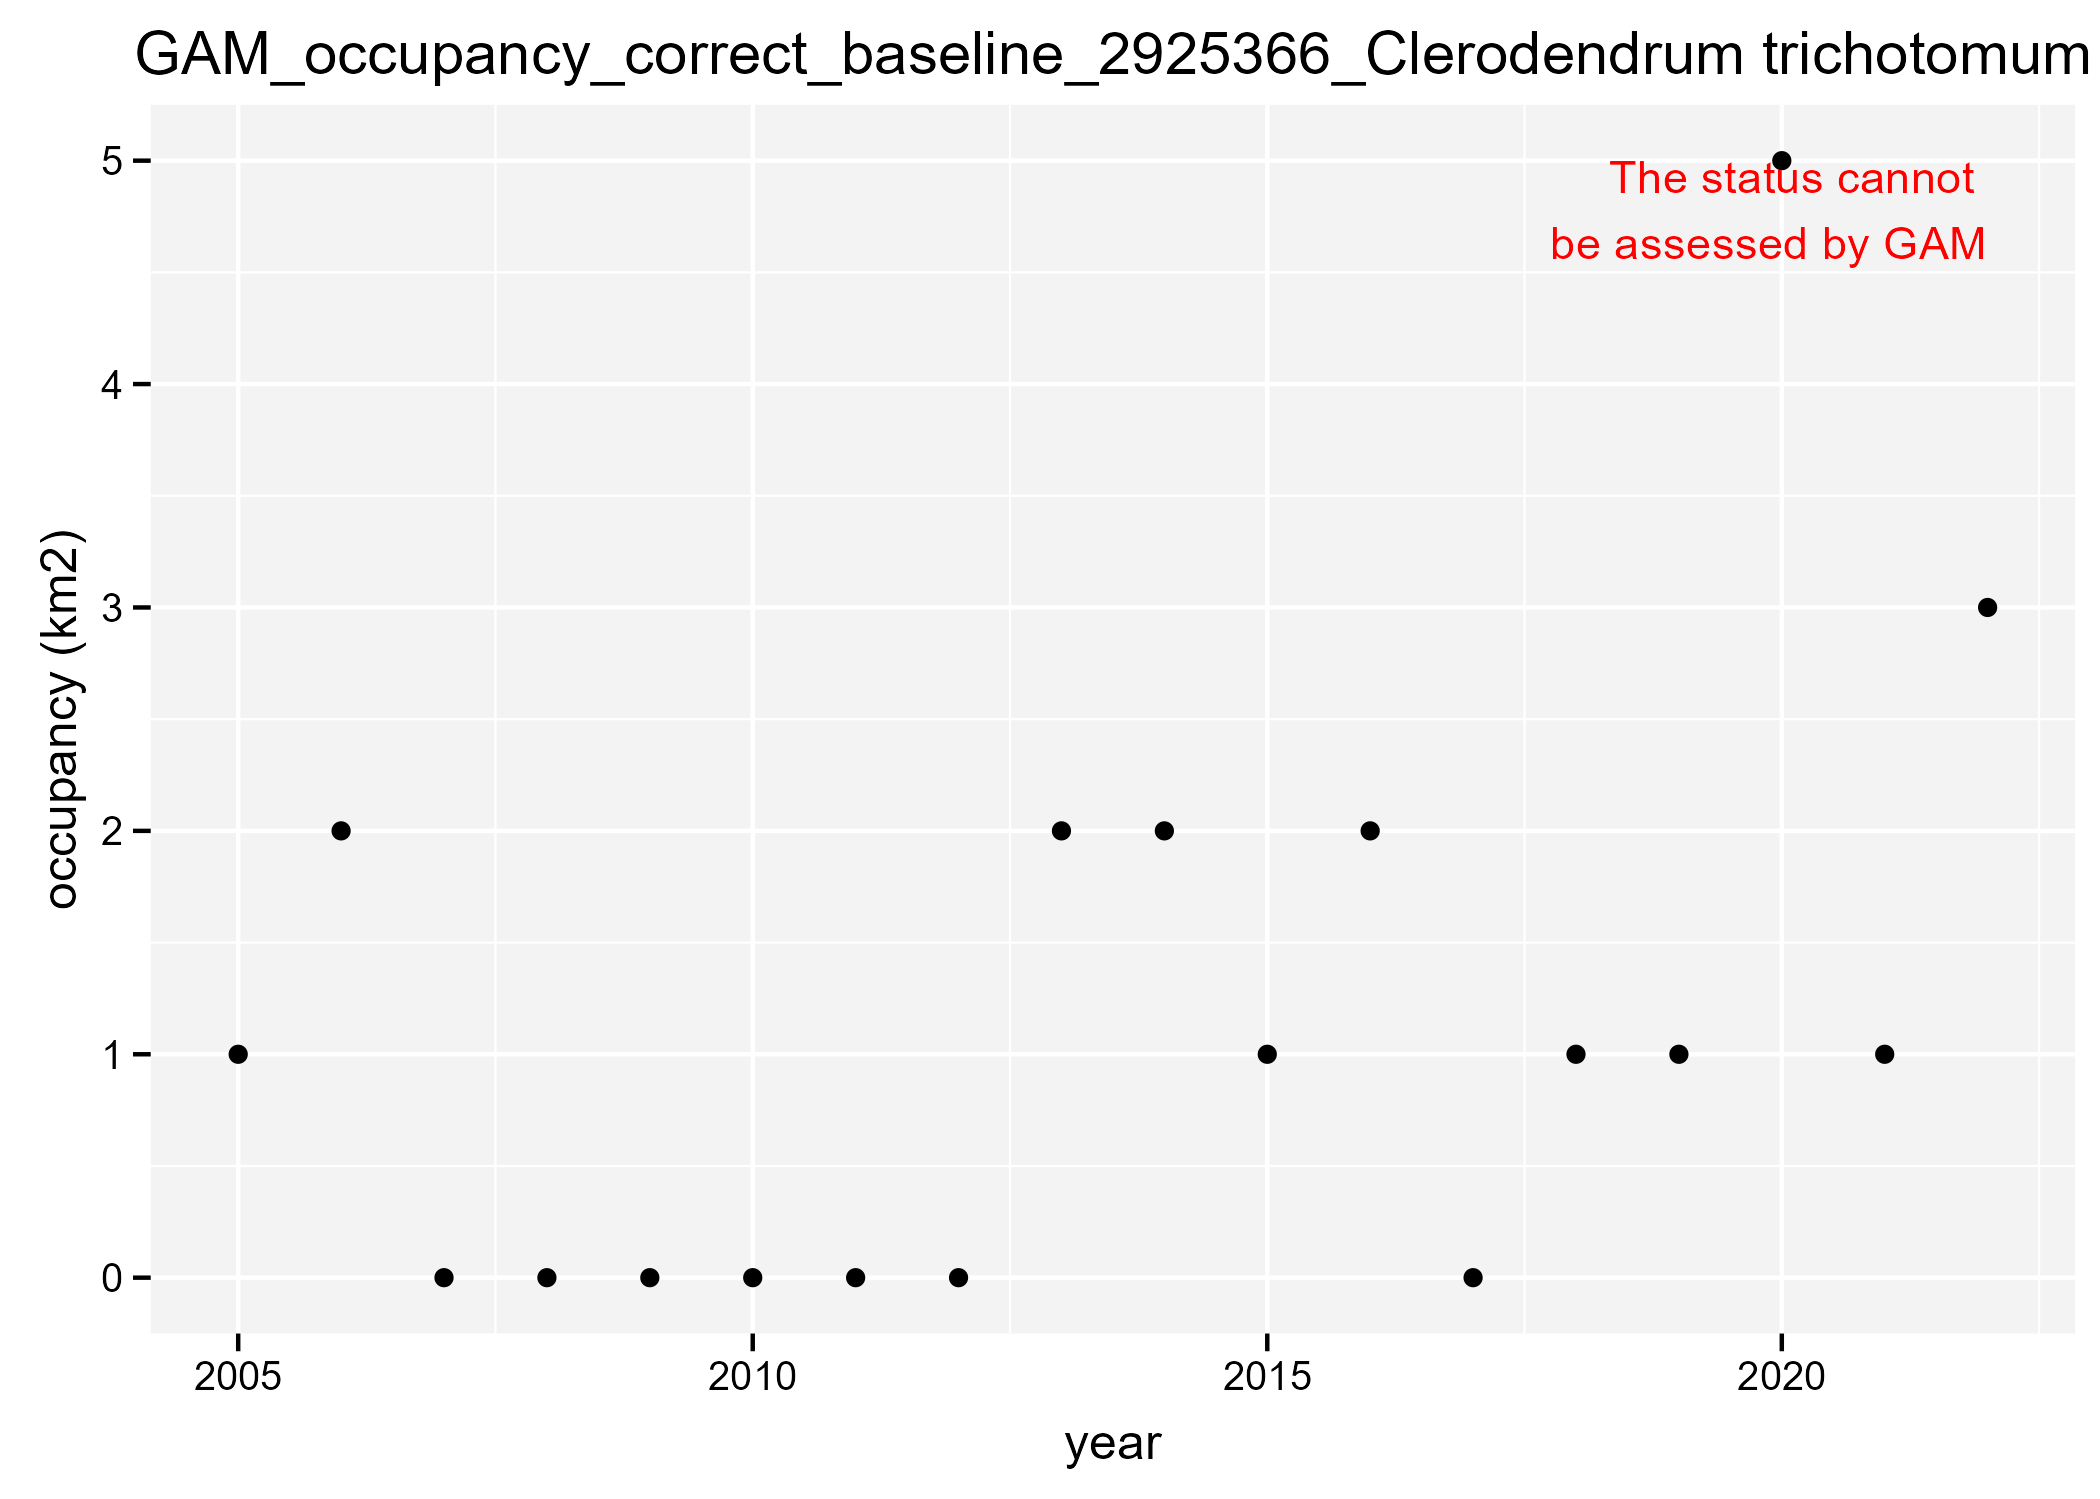 GAM_occupancy_correct_baseline_2925366_Clerodendrum trichotomum
The status cannot
be assessed by GAM
5
4
3
2
1
0
occupancy (km2)
2005 2010 2015 2020
year